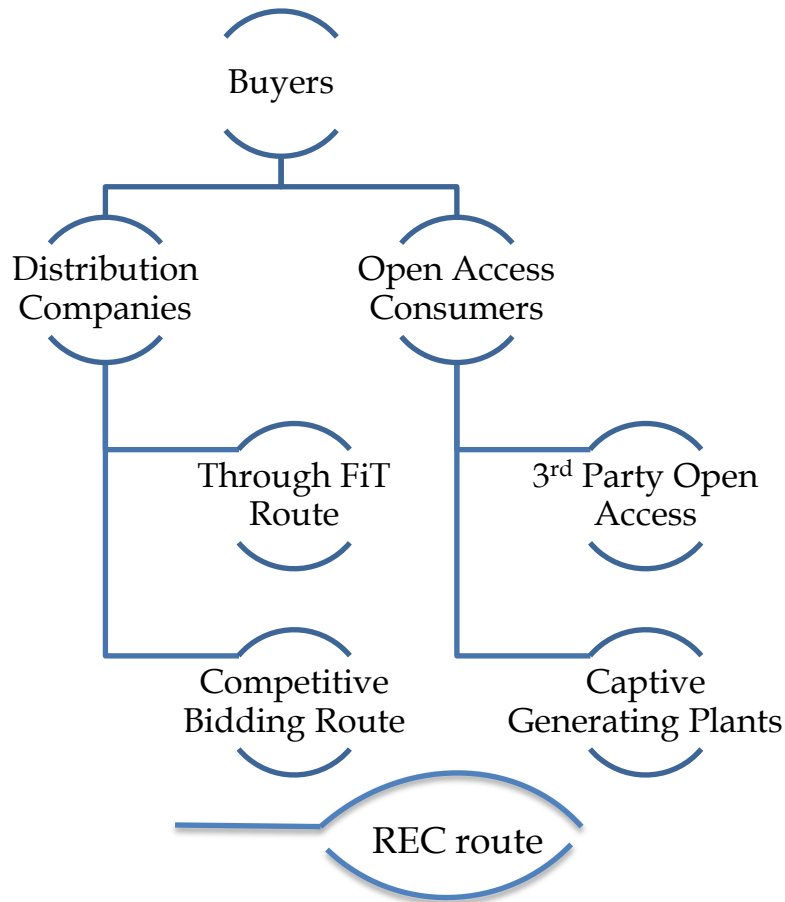 Buyers
Distribution
Companies
Open Access
Consumers
Through FiT
Route
3rd Party Open
Access
Competitive
Bidding Route
Captive
Generating Plants
REC route